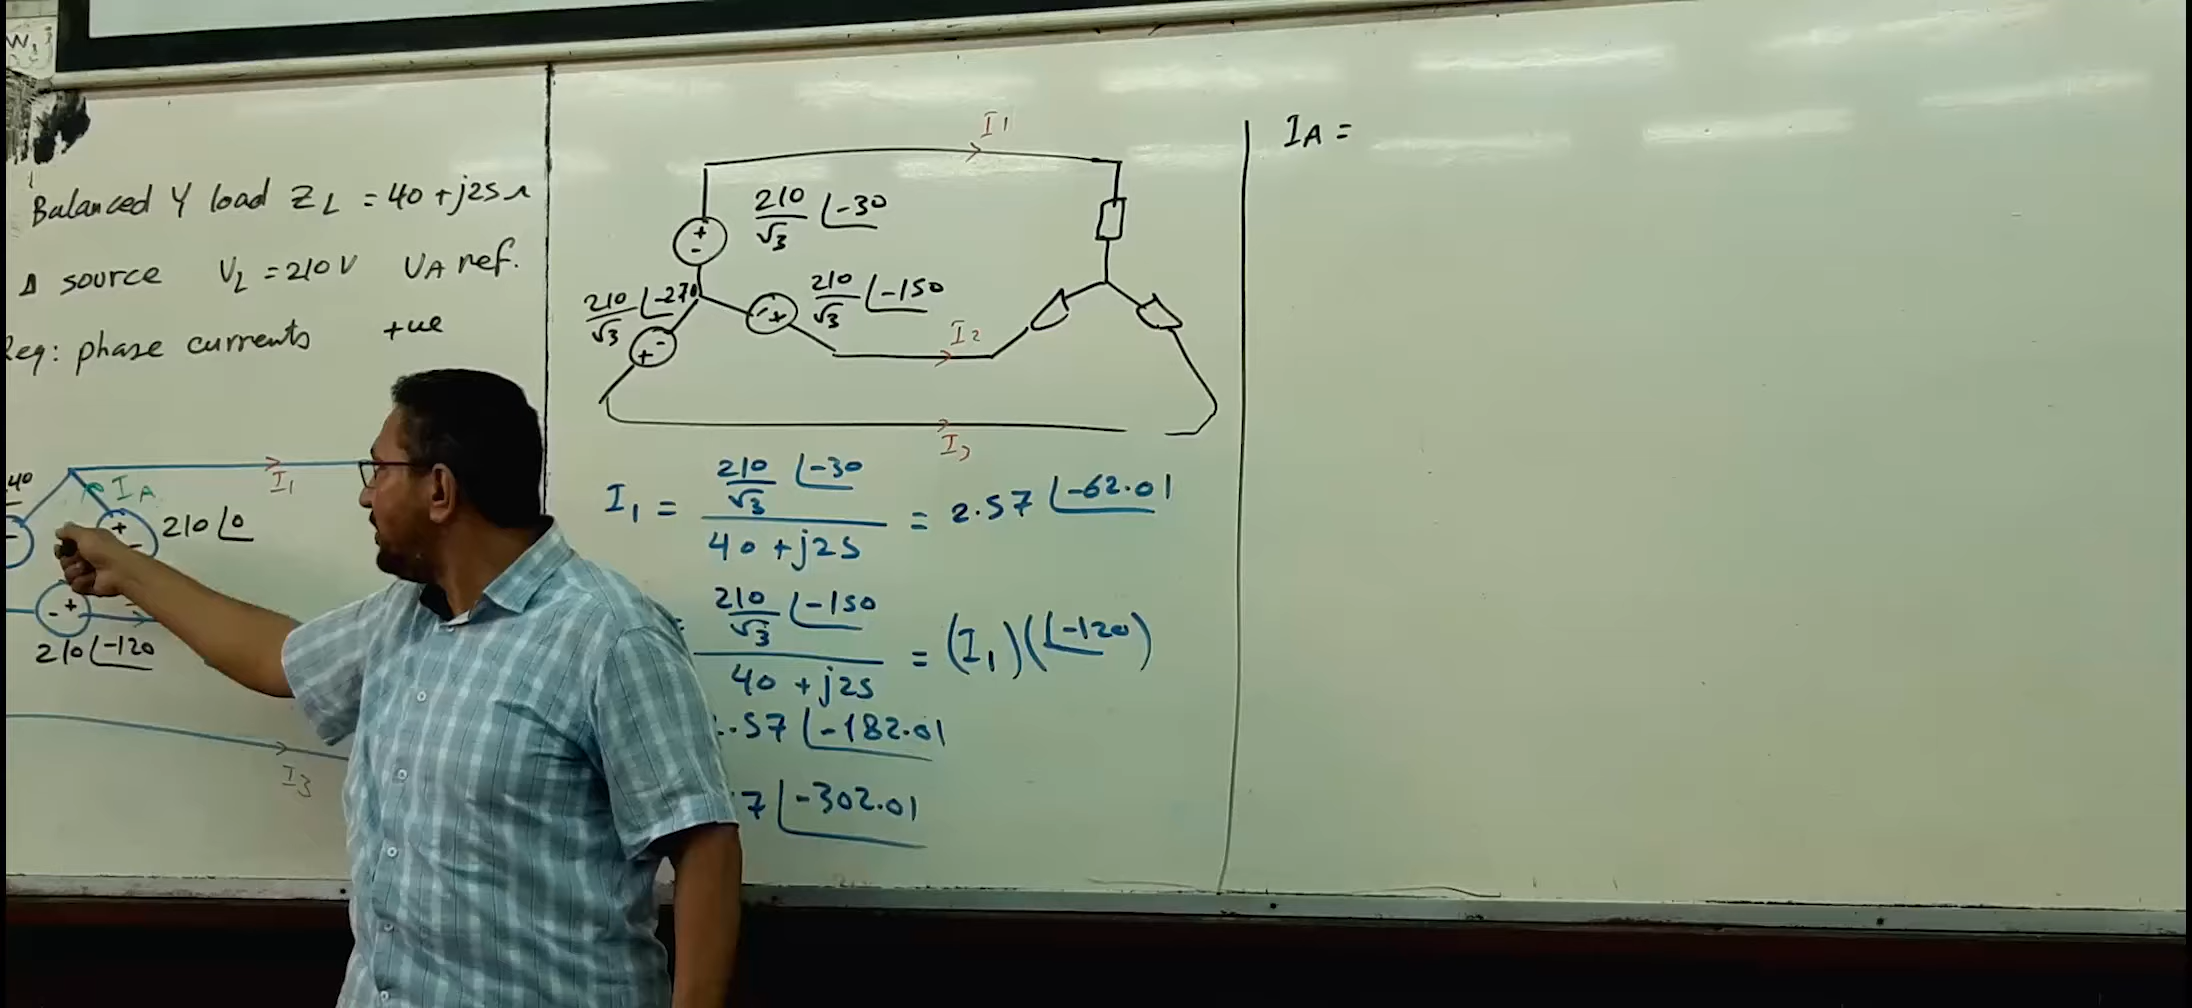 Balanced Y load ZL = 40 + j25 Ω
Δ source VL = 210 V VA ref.
Req: phase currents +ve
I1
IA
210 ∠0
210 ∠-120
I3
I1
210/√3 ∠-30
210/√3 ∠-270
210/√3 ∠-150
I2
I3
I1 = (210/√3 ∠-30) / (40 + j25) = 2.57 ∠-62.01
= (210/√3 ∠-150) / (40 + j25) = (I1)(∠-120)
.57 ∠-182.01
7 ∠-302.01
IA =